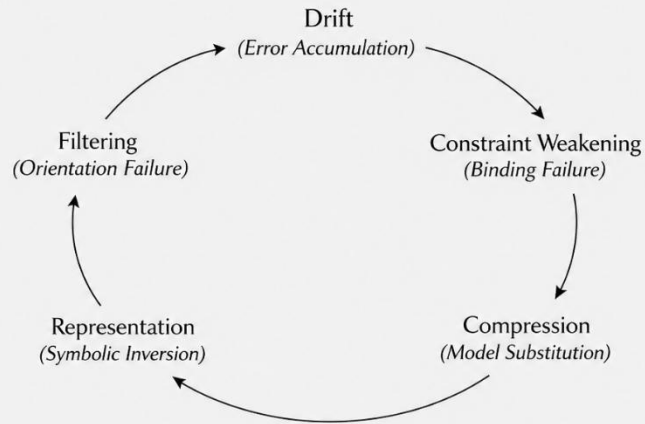 Drift
(Error Accumulation)
Filtering
(Orientation Failure)
Constraint Weakening
(Binding Failure)
Representation
(Symbolic Inversion)
Compression
(Model Substitution)